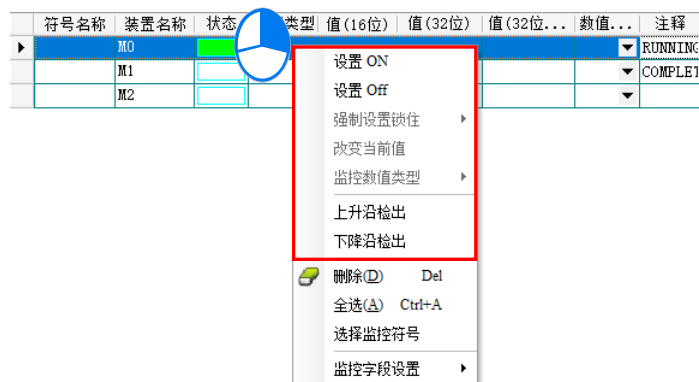 符号名称 装置名称 状态 类型 值(16位) 值(32位) 值(32位... 数值... 注释
M0 RUNNING
M1 COMPLET
M2
设置 ON
设置 Off
强制设置锁住
改变当前值
监控数值类型
上升沿检出
下降沿检出
删除(D) Del
全选(A) Ctrl+A
选择监控符号
监控字段设置